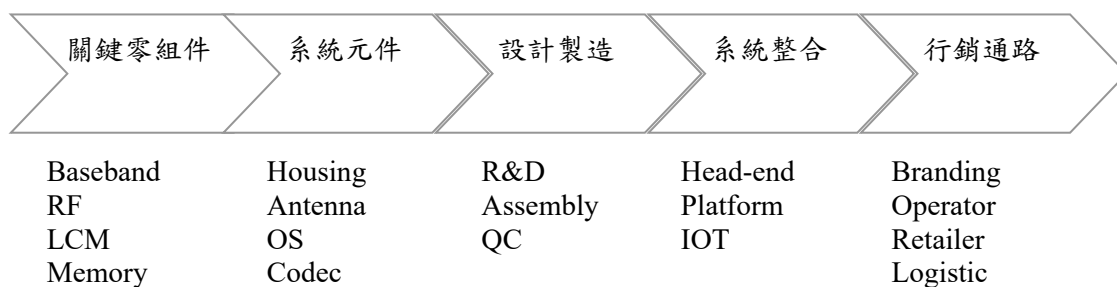 關鍵零組件
系統元件
設計製造
系統整合
行銷通路
Baseband
RF
LCM
Memory
Housing
Antenna
OS
Codec
R&D
Assembly
QC
Head-end
Platform
IOT
Branding
Operator
Retailer
Logistic